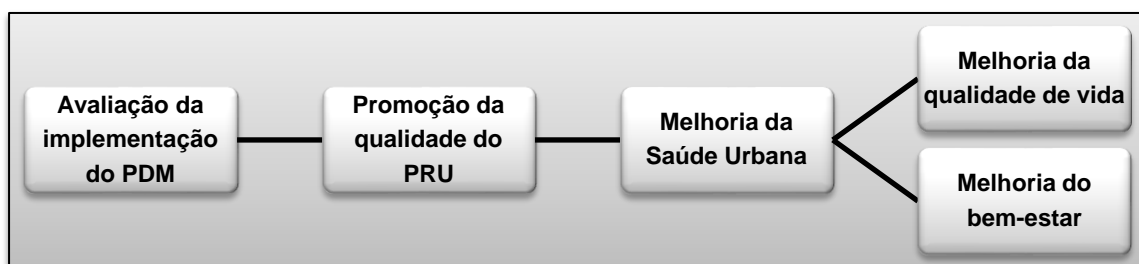 Avaliação da
implementação
do PDM
Promoção da
qualidade do
PRU
Melhoria da
Saúde Urbana
Melhoria da
qualidade de vida
Melhoria do
bem-estar